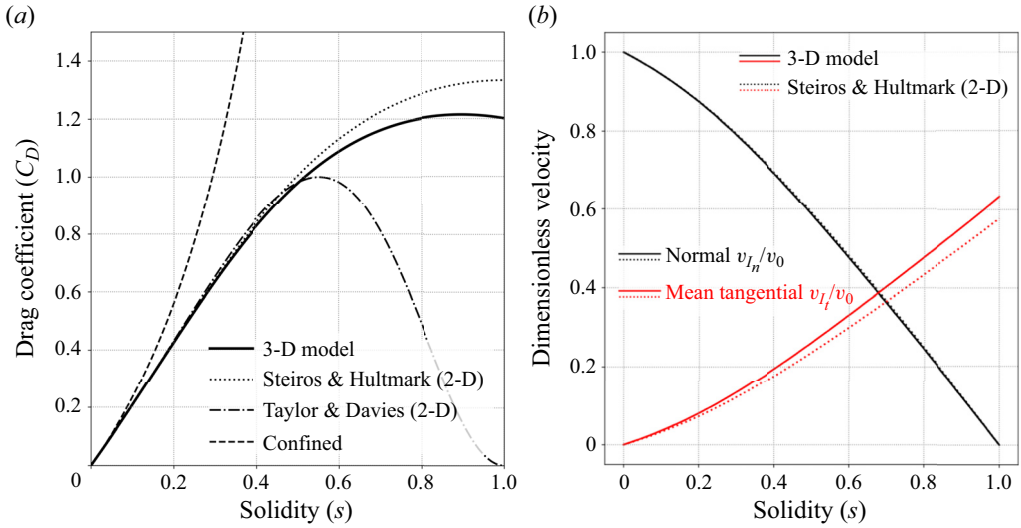 (a)
1.4
1.2
1.0
0.8
0.6
0.4
0.2
0
Drag coefficient (C_D)
3-D model
Steiros & Hultmark (2-D)
Taylor & Davies (2-D)
Confined
0.2 0.4 0.6 0.8 1.0
Solidity (s)
(b)
1.0
0.8
0.6
0.4
0.2
0
Dimensionless velocity
3-D model
Steiros & Hultmark (2-D)
Normal v_{I_n}/v_0
Mean tangential v_{I_t}/v_0
0 0.2 0.4 0.6 0.8 1.0
Solidity (s)